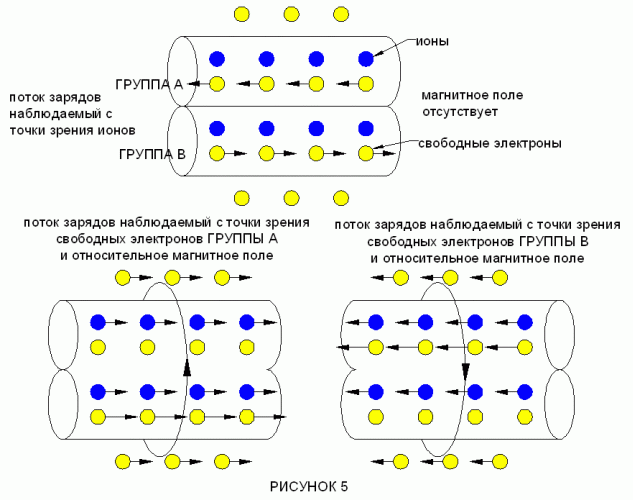 ионы
ГРУППА А
поток зарядов
наблюдаемый с
точки зрения ионов
магнитное поле
отсутствует
ГРУППА В
свободные электроны
поток зарядов наблюдаемый с точки зрения
свободных электронов ГРУППЫ А
и относительное магнитное поле
поток зарядов наблюдаемый с точки зрения
свободных электронов ГРУППЫ В
и относительное магнитное поле
РИСУНОК 5